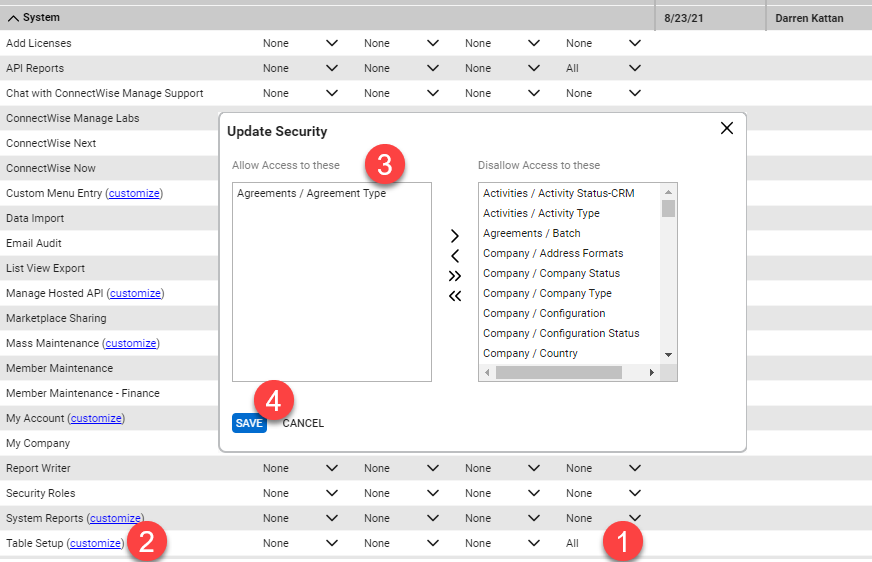 System 8/23/21 Darren Kattan
Add Licenses None None None None
API Reports None None None All
Chat with ConnectWise Manage Support None None None None
ConnectWise Manage Labs
ConnectWise Next
ConnectWise Now
Custom Menu Entry (customize)
Data Import
Email Audit
List View Export
Manage Hosted API (customize)
Marketplace Sharing
Mass Maintenance (customize)
Member Maintenance
Member Maintenance - Finance
My Account (customize)
My Company
Update Security
Allow Access to these 3 Disallow Access to these
Agreements / Agreement Type
Activities / Activity Status-CRM
Activities / Activity Type
Agreements / Batch
Company / Address Formats
Company / Company Status
Company / Company Type
Company / Configuration
Company / Configuration Status
Company / Country
4
SAVE CANCEL
Report Writer None None None None
Security Roles None None None None
System Reports (customize) None None None None
Table Setup (customize) 2 None None None All 1